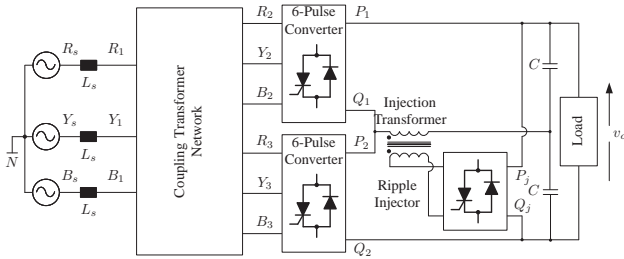 R_s
R_1
L_s
Y_s
Y_1
L_s
N
B_s
B_1
L_s
Coupling Transformer
Network
R_2
Y_2
B_2
R_3
Y_3
B_3
6-Pulse
Converter
P_1
Q_1
6-Pulse
Converter
P_2
Q_2
Injection
Transformer
Ripple
Injector
P_j
Q_j
C
C
Load
v_o